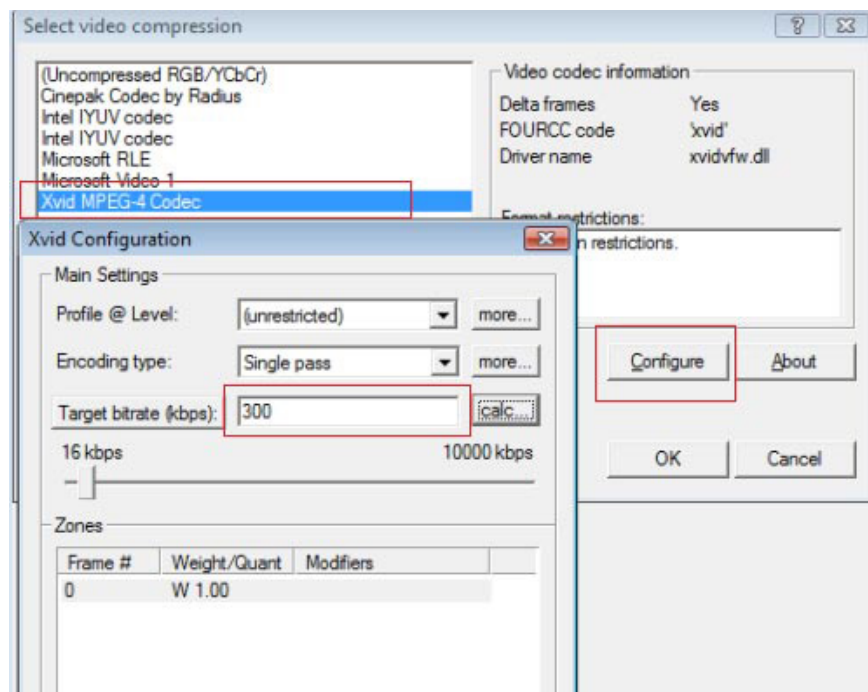 Select video compression
(Uncompressed RGB/YCbCr)
Cinepak Codec by Radius
Intel IYUV codec
Intel IYUV codec
Microsoft RLE
Microsoft Video 1
Xvid MPEG-4 Codec
Video codec information
Delta frames Yes
FOURCC code 'xvid'
Driver name xvidvfw.dll
Format restrictions:
n restrictions.
Configure About
OK Cancel
Xvid Configuration
Main Settings
Profile @ Level: (unrestricted) more...
Encoding type: Single pass more...
Target bitrate (kbps): 300 calc...
16 kbps 10000 kbps
Zones
Frame # Weight/Quant Modifiers
0 W 1.00